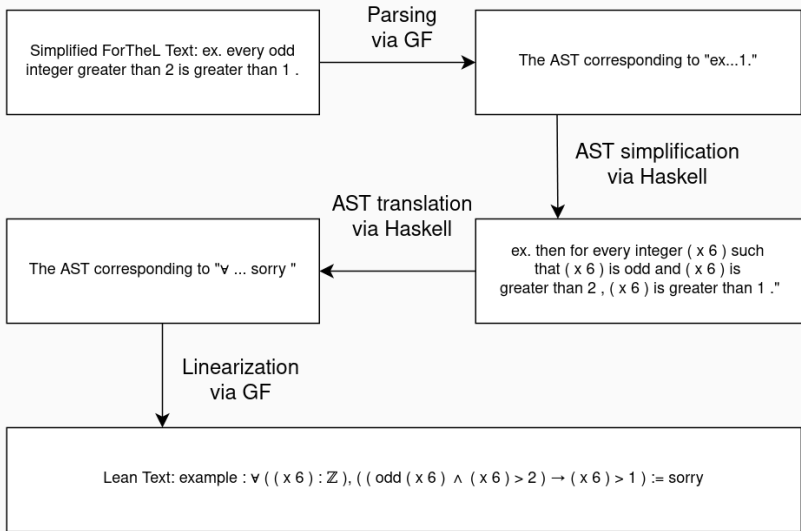 Simplified ForTheL Text: ex. every odd
integer greater than 2 is greater than 1 .
Parsing
via GF
The AST corresponding to "ex...1."
AST simplification
via Haskell
ex. then for every integer ( x 6 ) such
that ( x 6 ) is odd and ( x 6 ) is
greater than 2 , ( x 6 ) is greater than 1 ."
AST translation
via Haskell
The AST corresponding to "∀ ... sorry "
Linearization
via GF
Lean Text: example : ∀ ( ( x 6 ) : ℤ ), ( ( odd ( x 6 ) ∧ ( x 6 ) > 2 ) → ( x 6 ) > 1 ) := sorry